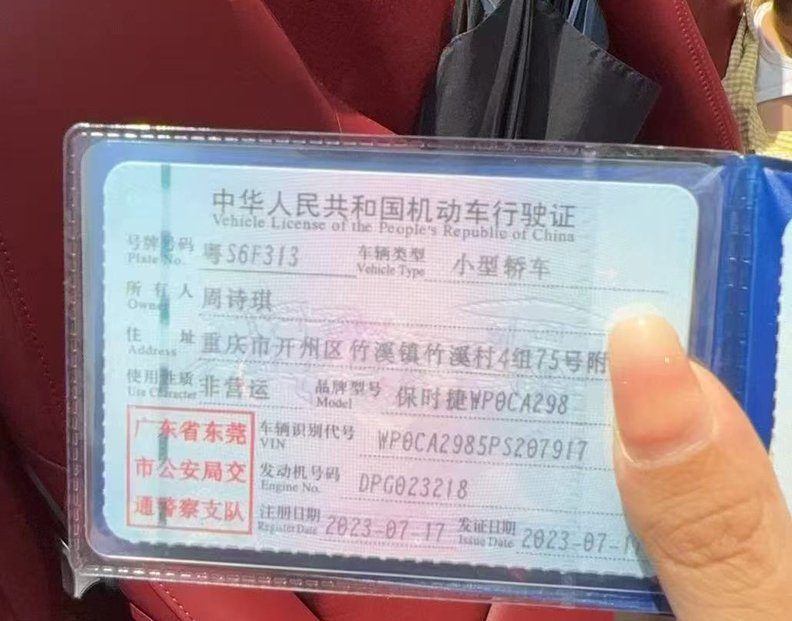 中华人民共和国机动车行驶证
Vehicle License of the People's Republic of China
号牌号码 粤S6F313 车辆类型 小型轿车
Plate No. Vehicle Type
所有人 周诗琪
Owner
住址 重庆市开州区竹溪镇竹溪村4组75号附
Address
使用性质 非营运 品牌型号 保时捷WP0CA298
Use Character Model
广东省东莞
市公安局交
通警察支队
车辆识别代号 WP0CA2985PS207917
VIN
发动机号码 DPG023218
Engine No.
注册日期 2023-07-17 发证日期 2023-07-1
Register Date Issue Date